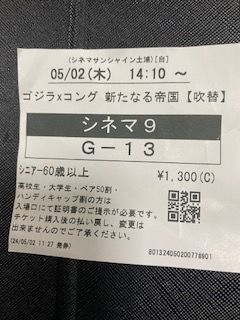 (シネマサンシャイン土浦)[自]
05/02(木) 14:10 ～
ゴジラxコング 新たなる帝国【吹替】
シネマ9
G-13
シニアー60歳以上
¥1,300(C)
高校生・大学生・ペア50割・
ハンディキャップ割の方は
入場口にて証明書のご提示が必要です。
チケット購入後の払い戻し、変更は
出来ませんのでご了承ください。
('24/05/02 11:27 発券)
801324050200778901